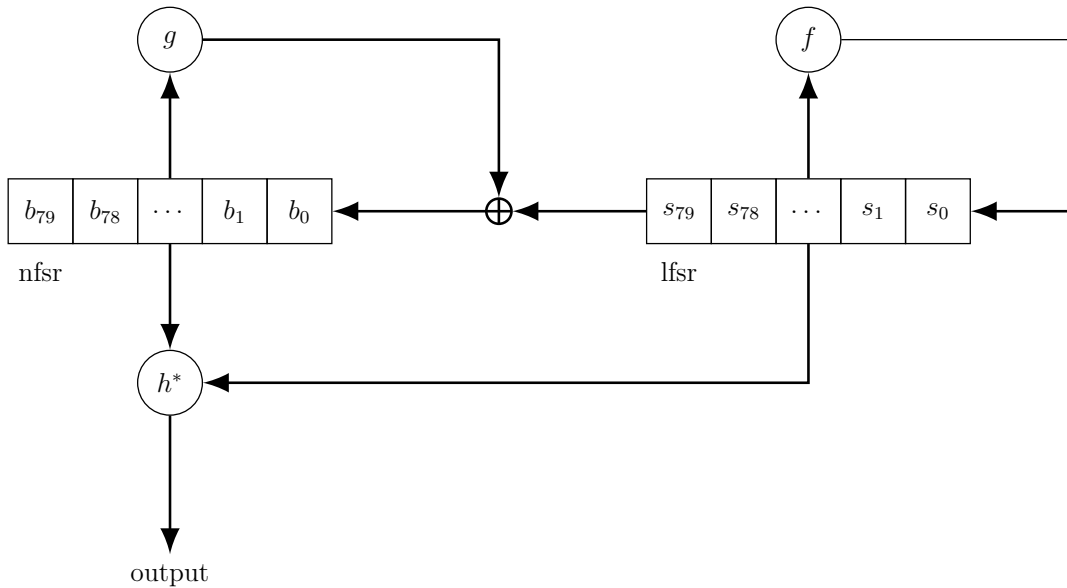 g f
b₇₉ b₇₈ ⋯ b₁ b₀ ⊕ s₇₉ s₇₈ ⋯ s₁ s₀
nfsr lfsr
h*
output